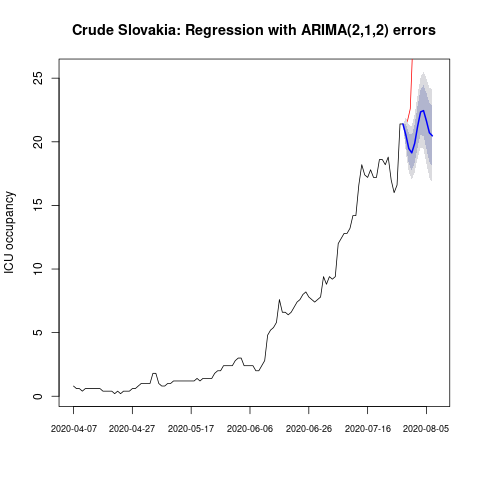 Crude Slovakia: Regression with ARIMA(2,1,2) errors
ICU occupancy
25
20
15
10
5
0
2020-04-07 2020-04-27 2020-05-17 2020-06-06 2020-06-26 2020-07-16 2020-08-05